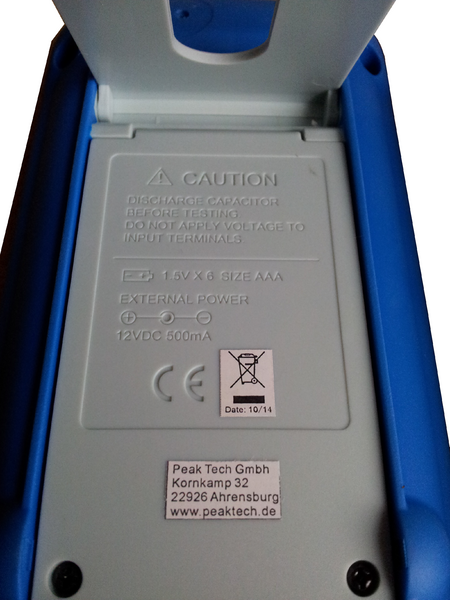 CAUTION
DISCHARGE CAPACITOR
BEFORE TESTING
DO NOT APPLY VOLTAGE TO
INPUT TERMINALS
1.5V X 6 SIZE AAA
EXTERNAL POWER
12VDC 500mA
CE
Date: 10/14
Peak Tech Gmbh
Kornkamp 32
22926 Ahrensburg
www.peaktech.de